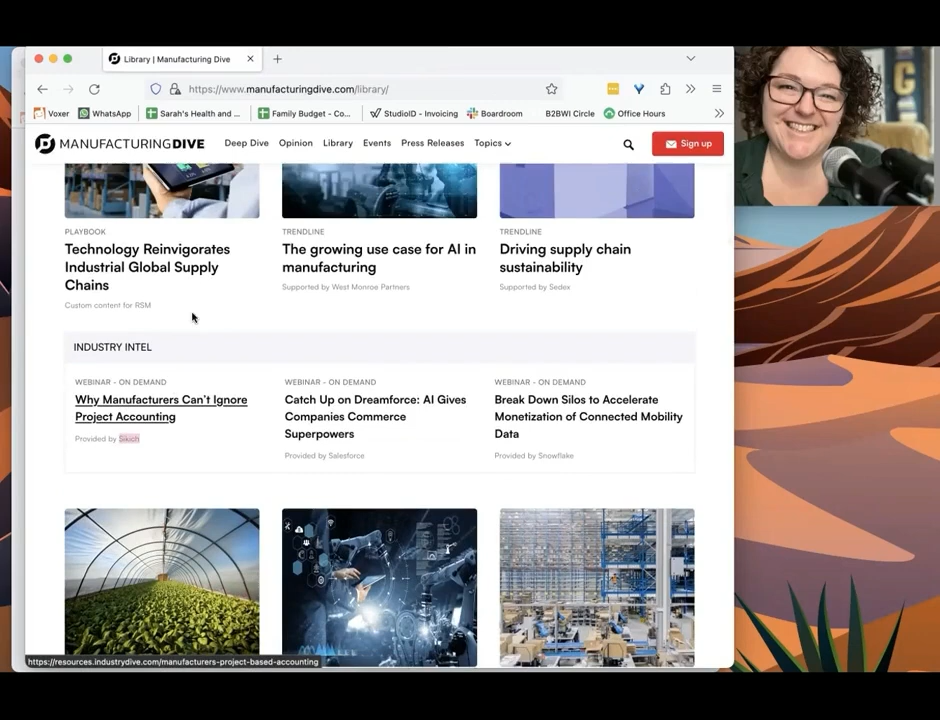 Library | Manufacturing Dive
https://www.manufacturingdive.com/library/
Voxer
WhatsApp
Sarah's Health and ...
Family Budget - Co...
StudioID - Invoicing
Boardroom
B2BWI Circle
Office Hours
MANUFACTURING DIVE
Deep Dive
Opinion
Library
Events
Press Releases
Topics
Sign up
PLAYBOOK
Technology Reinvigorates
Industrial Global Supply
Chains
Custom content for RSM
TRENDLINE
The growing use case for AI in
manufacturing
Supported by West Monroe Partners
TRENDLINE
Driving supply chain
sustainability
Supported by Sedex
INDUSTRY INTEL
WEBINAR - ON DEMAND
Why Manufacturers Can't Ignore
Project Accounting
Provided by Sikich
WEBINAR - ON DEMAND
Catch Up on Dreamforce: AI Gives
Companies Commerce
Superpowers
Provided by Salesforce
WEBINAR - ON DEMAND
Break Down Silos to Accelerate
Monetization of Connected Mobility
Data
Provided by Snowflake
https://resources.industrydive.com/manufacturers-project-based-accounting